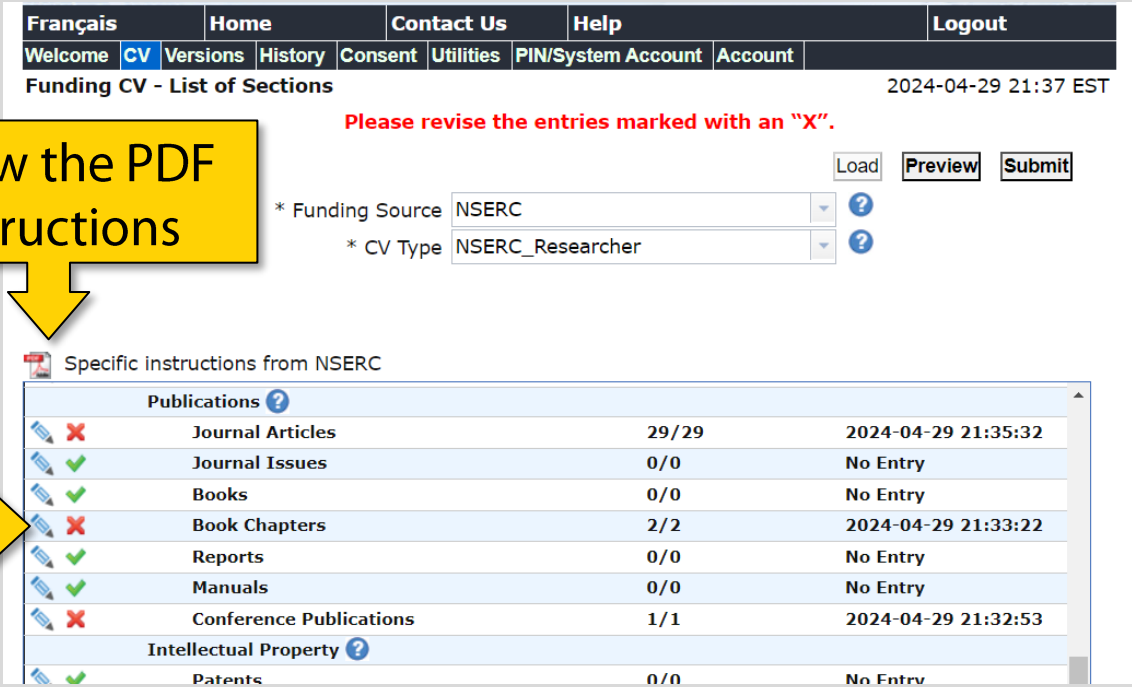 Français Home Contact Us Help Logout
Welcome CV Versions History Consent Utilities PIN/System Account Account
Funding CV - List of Sections 2024-04-29 21:37 EST
Please revise the entries marked with an “X”.
the PDF
Load Preview Submit
* Funding Source NSERC
* CV Type NSERC_Researcher
Specific instructions from NSERC
Publications
Journal Articles 29/29 2024-04-29 21:35:32
Journal Issues 0/0 No Entry
Books 0/0 No Entry
Book Chapters 2/2 2024-04-29 21:33:22
Reports 0/0 No Entry
Manuals 0/0 No Entry
Conference Publications 1/1 2024-04-29 21:32:53
Intellectual Property
Patents 0/0 No Entry